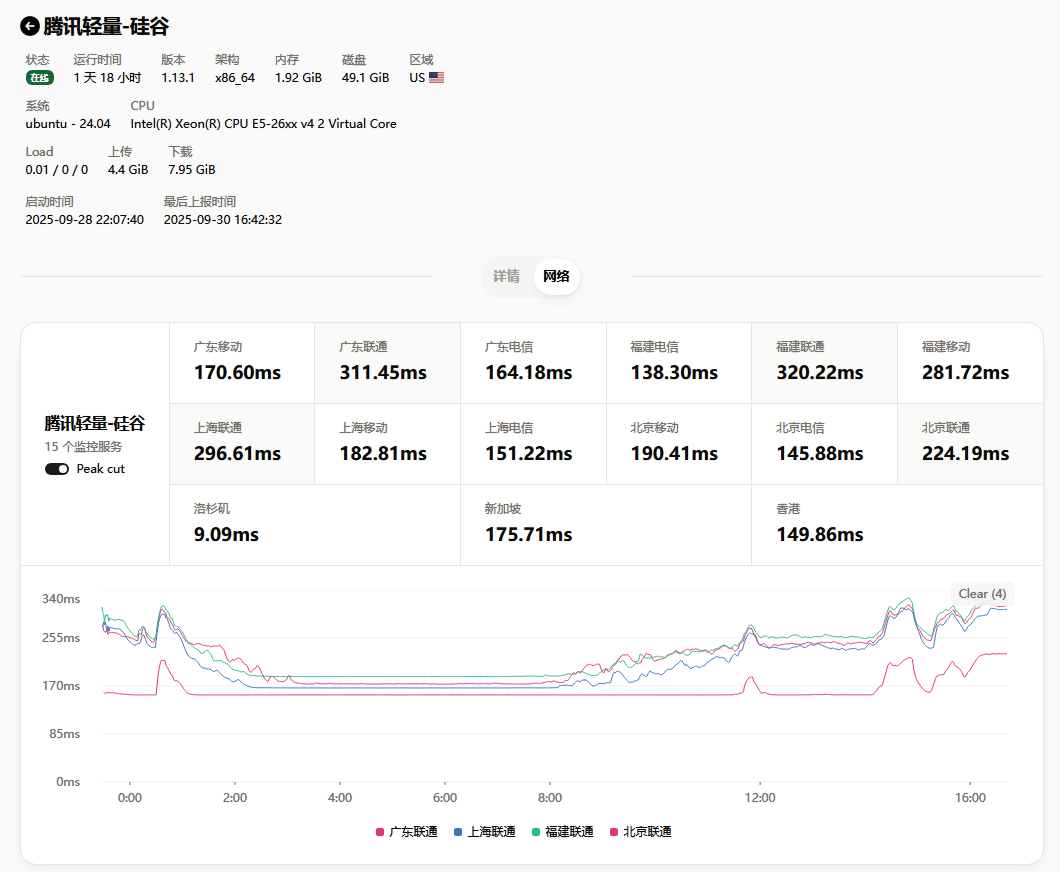 腾讯轻量-硅谷
状态 运行时间 版本 架构 内存 磁盘 区域
在线 1 天 18 小时 1.13.1 x86_64 1.92 GiB 49.1 GiB US
系统 CPU
ubuntu - 24.04 Intel(R) Xeon(R) CPU E5-26xx v4 2 Virtual Core
Load 上传 下载
0.01 / 0 / 0 4.4 GiB 7.95 GiB
启动时间 最后上报时间
2025-09-28 22:07:40 2025-09-30 16:42:32
详情 网络
腾讯轻量-硅谷
15 个监控服务
Peak cut
广东移动 广东联通 广东电信 福建电信 福建联通 福建移动
170.60ms 311.45ms 164.18ms 138.30ms 320.22ms 281.72ms
上海联通 上海移动 上海电信 北京移动 北京电信 北京联通
296.61ms 182.81ms 151.22ms 190.41ms 145.88ms 224.19ms
洛杉矶 新加坡 香港
9.09ms 175.71ms 149.86ms
Clear (4)
340ms
255ms
170ms
85ms
0ms
0:00 2:00 4:00 6:00 8:00 12:00 16:00
广东联通 上海联通 福建联通 北京联通